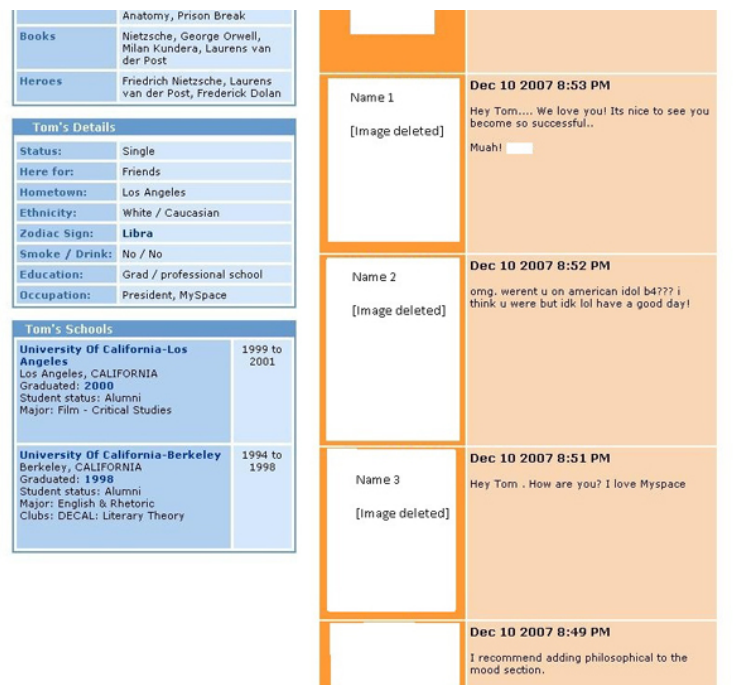 Anatomy, Prison Break
Books
Nietzsche, George Orwell,
Milan Kundera, Laurens van
der Post
Heroes
Friedrich Nietzsche, Laurens
van der Post, Frederick Dolan
Tom's Details
Status: Single
Here for: Friends
Hometown: Los Angeles
Ethnicity: White / Caucasian
Zodiac Sign: Libra
Smoke / Drink: No / No
Education: Grad / professional school
Occupation: President, MySpace
Tom's Schools
University Of California-Los
Angeles
Los Angeles, CALIFORNIA
Graduated: 2000
Student status: Alumni
Major: Film - Critical Studies
1999 to
2001
University Of California-Berkeley
Berkeley, CALIFORNIA
Graduated: 1998
Student status: Alumni
Major: English & Rhetoric
Clubs: DECAL: Literary Theory
1994 to
1998
Name 1
[Image deleted]
Dec 10 2007 8:53 PM
Hey Tom.... We love you! Its nice to see you
become so successful..
Muah!
Name 2
[Image deleted]
Dec 10 2007 8:52 PM
omg. werent u on american idol b4??? i
think u were but idk lol have a good day!
Name 3
[Image deleted]
Dec 10 2007 8:51 PM
Hey Tom . How are you? I love Myspace
Dec 10 2007 8:49 PM
I recommend adding philosophical to the
mood section.